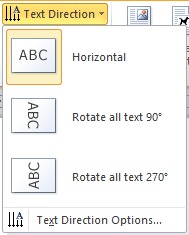 Text Direction
ABC
Horizontal
ABC
Rotate all text 90°
ABC
Rotate all text 270°
Text Direction Options...